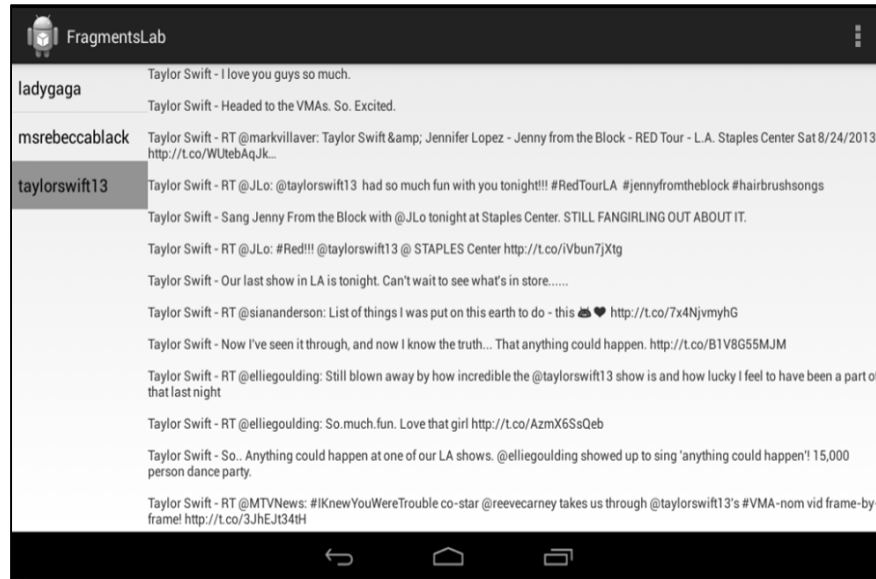 FragmentsLab
ladygaga
msrebeccablack
taylorswift13
Taylor Swift - I love you guys so much.
Taylor Swift - Headed to the VMAs. So. Excited.
Taylor Swift - RT @markvillaver: Taylor Swift &amp; Jennifer Lopez - Jenny from the Block - RED Tour - L.A. Staples Center Sat 8/24/2013
http://t.co/WUtebAqJk…
Taylor Swift - RT @JLo: @taylorswift13 had so much fun with you tonight!!! #RedTourLA #jennyfromtheblock #hairbrushsongs
Taylor Swift - Sang Jenny From the Block with @JLo tonight at Staples Center. STILL FANGIRLING OUT ABOUT IT.
Taylor Swift - RT @JLo: #Red!!! @taylorswift13 @ STAPLES Center http://t.co/iVbun7jXtg
Taylor Swift - Our last show in LA is tonight. Can't wait to see what's in store......
Taylor Swift - RT @siananderson: List of things I was put on this earth to do - this 🐱♥ http://t.co/7x4NjvmyhG
Taylor Swift - Now I've seen it through, and now I know the truth... That anything could happen. http://t.co/B1V8G55MJM
Taylor Swift - RT @elliegoulding: Still blown away by how incredible the @taylorswift13 show is and how lucky I feel to have been a part of
that last night
Taylor Swift - RT @elliegoulding: So.much.fun. Love that girl http://t.co/AzmX6SsQeb
Taylor Swift - So.. Anything could happen at one of our LA shows. @elliegoulding showed up to sing 'anything could happen'! 15,000
person dance party.
Taylor Swift - RT @MTVNews: #IKnewYouWereTrouble co-star @reevecarney takes us through @taylorswift13's #VMA-nom vid frame-by-
frame! http://t.co/3JhEJt34tH